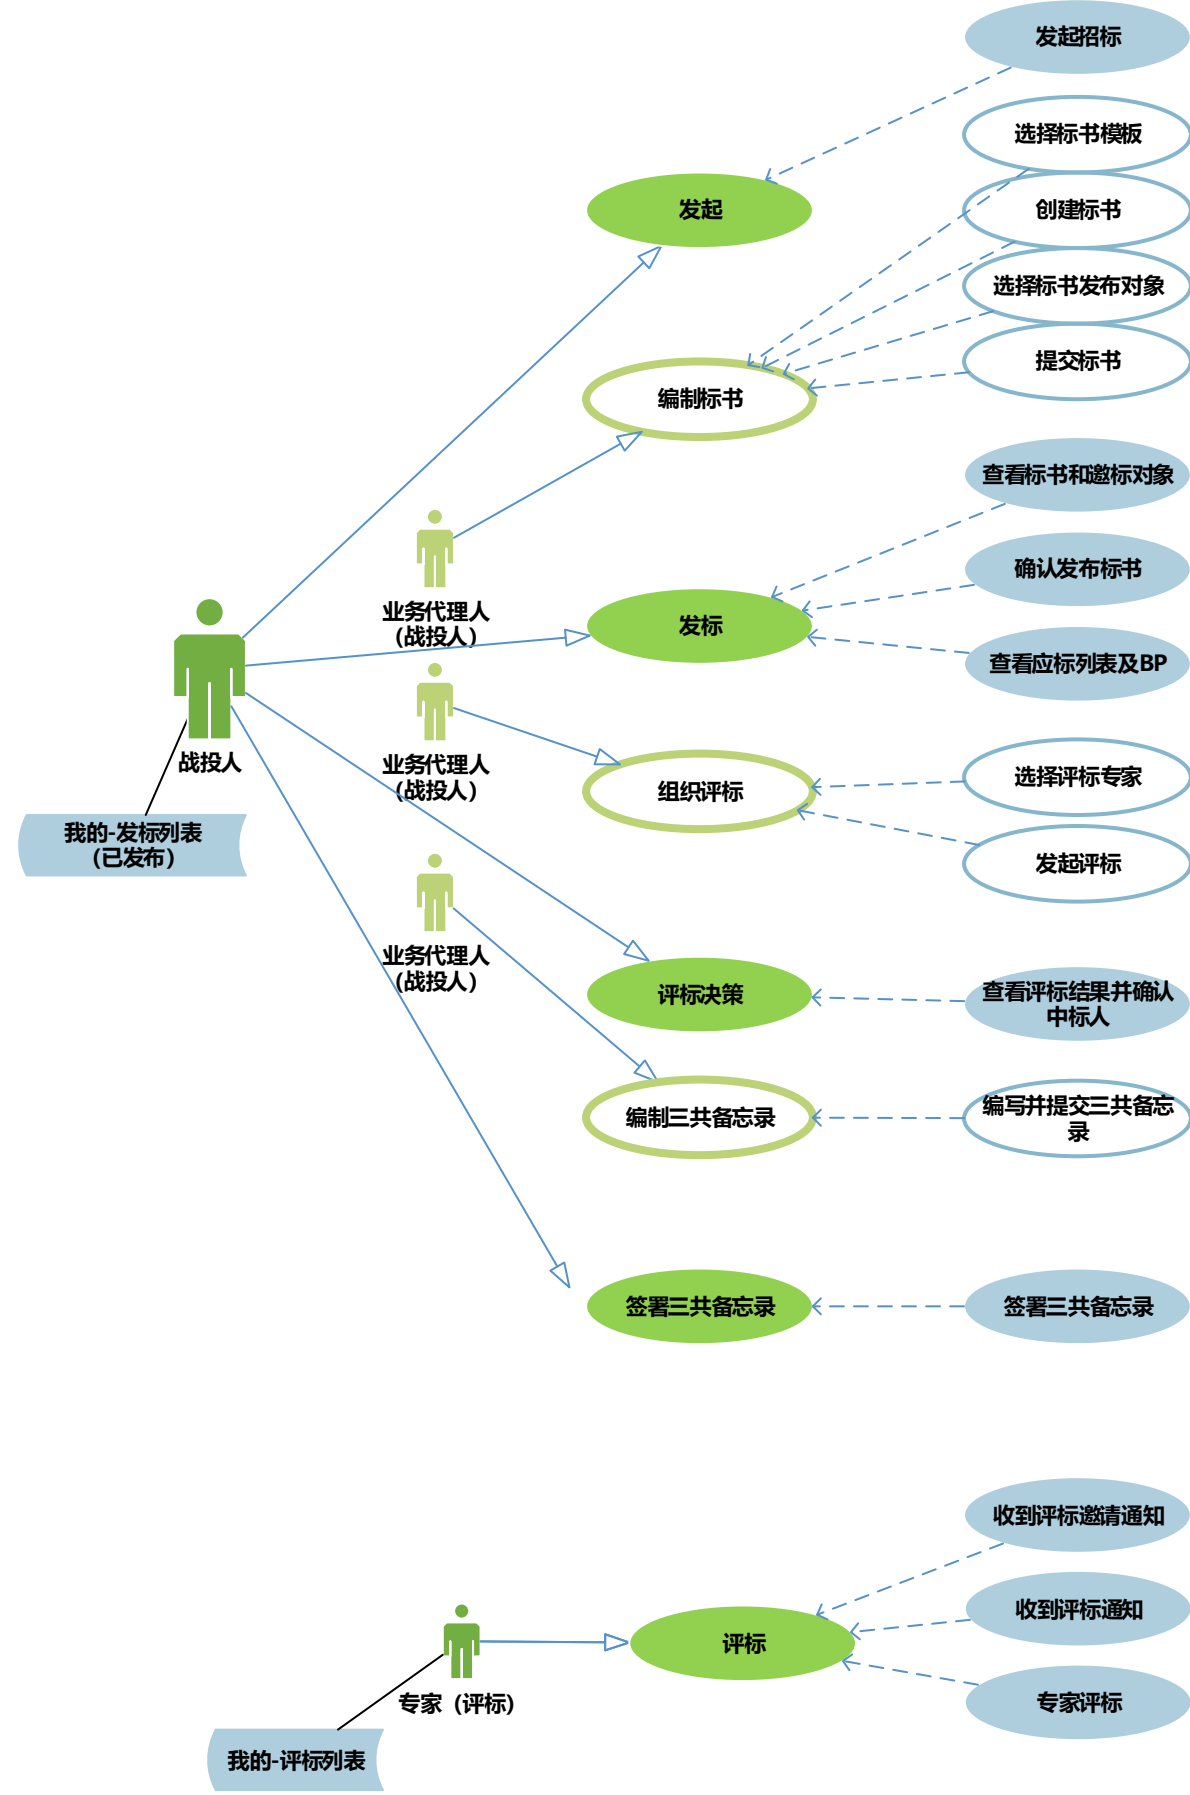 发起招标
选择标书模板
发起
创建标书
选择标书发布对象
提交标书
编制标书
查看标书和邀标对象
确认发布标书
业务代理人
（战投人）
发标
查看应标列表及BP
战投人
业务代理人
（战投人）
组织评标
选择评标专家
我的-发标列表
（已发布）
发起评标
业务代理人
（战投人）
评标决策
查看评标结果并确认
中标人
编制三共备忘录
编写并提交三共备忘
录
签署三共备忘录
签署三共备忘录
收到评标邀请通知
收到评标通知
评标
专家（评标）
专家评标
我的-评标列表